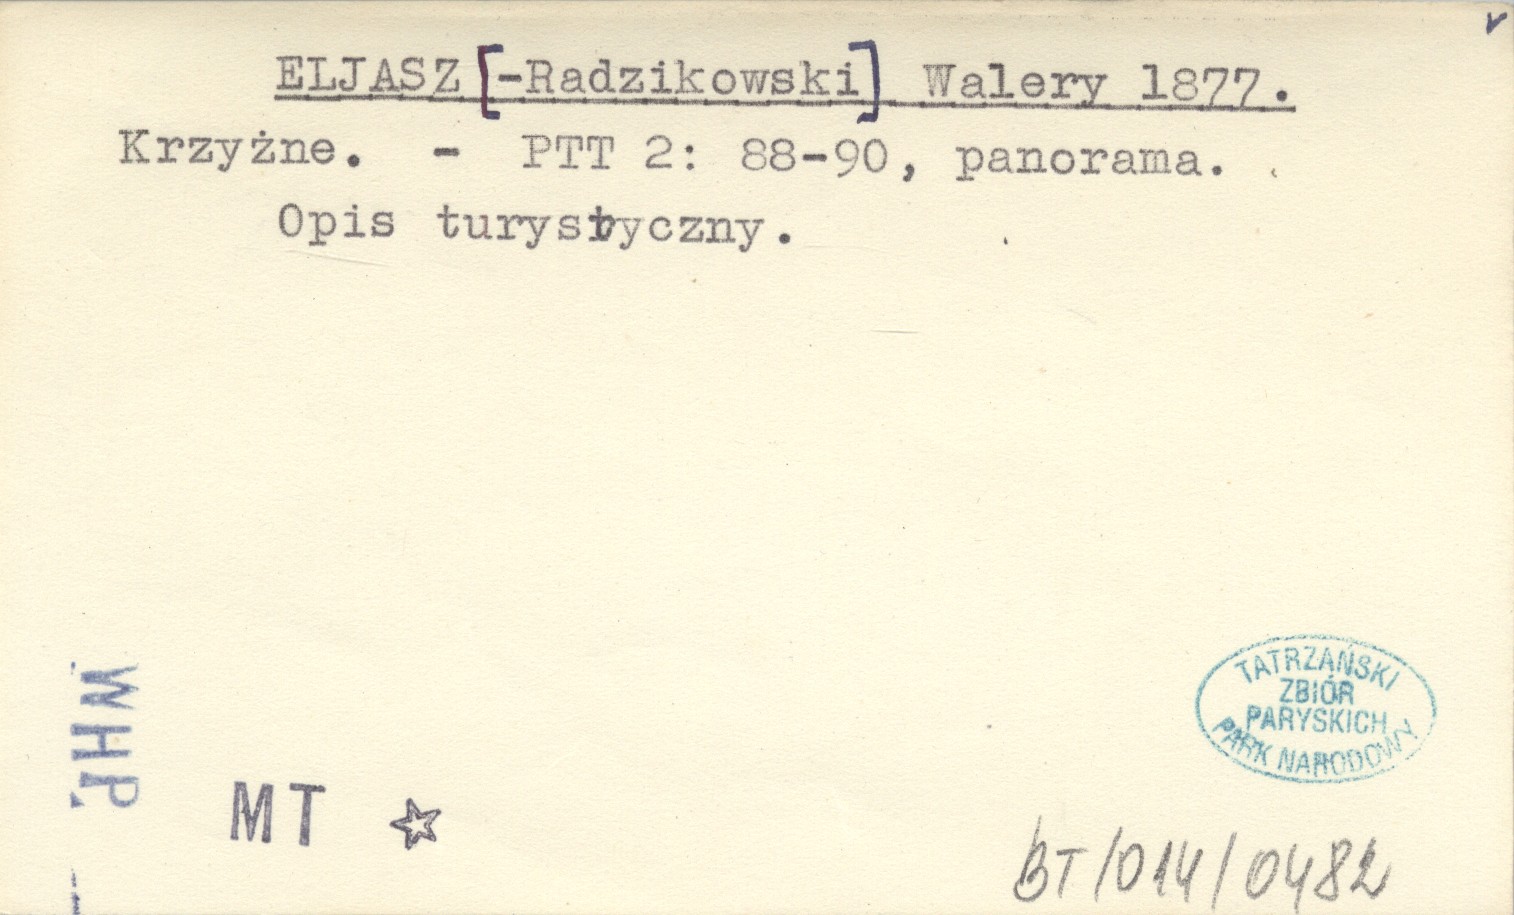 ELJASZ [-Radzikowski] Walery 1877.
Krzyżne. - PTT 2: 88-90, panorama.
Opis turystyczny.
WHP.
MT ☆
TATRZAŃSKI
ZBIÓR
PARYSKICH
PARK NARODOWY
BT/014/0482